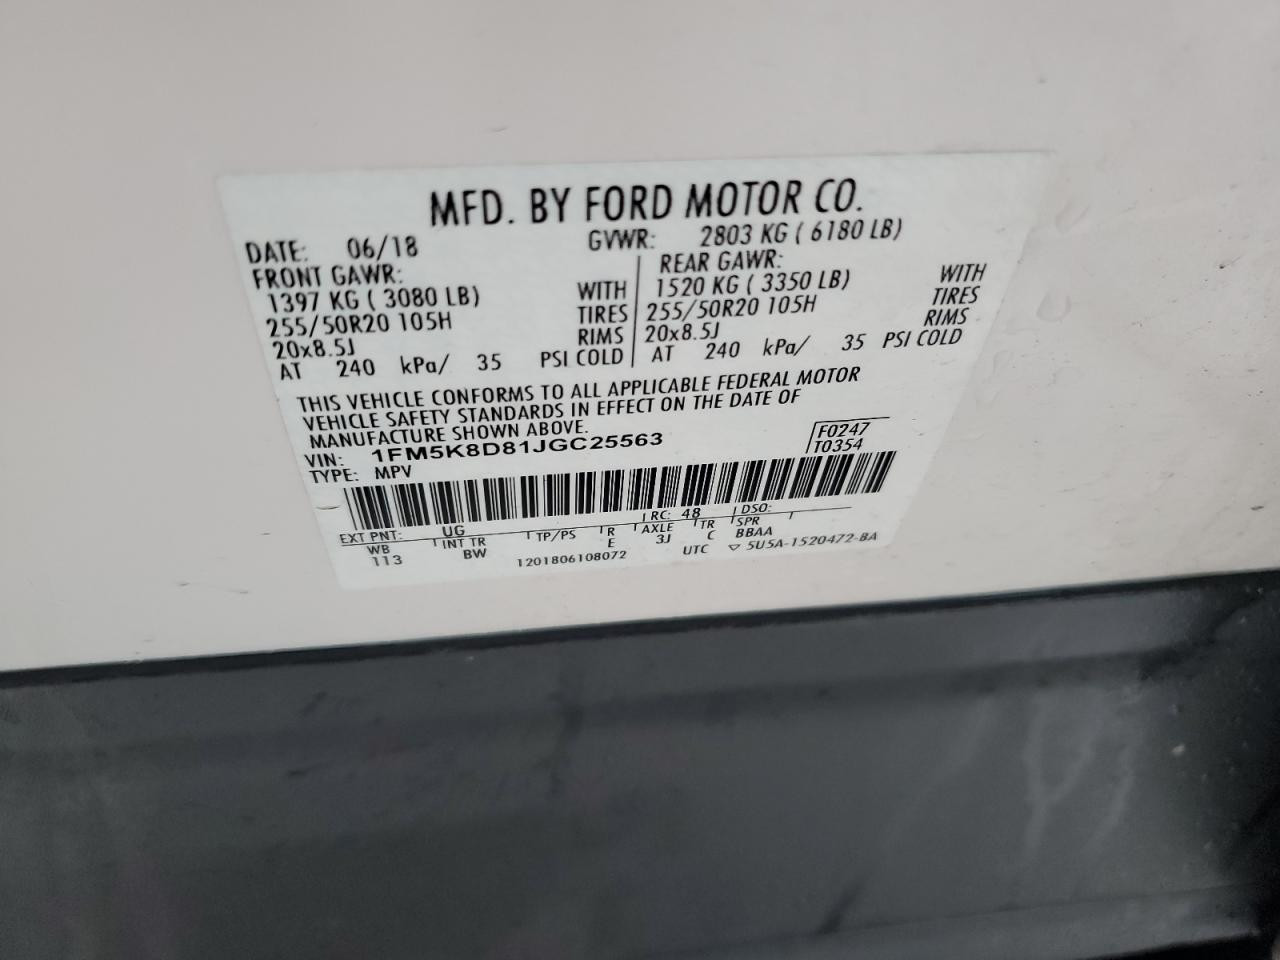 MFD. BY FORD MOTOR CO.
DATE: 06/18 GVWR: 2803 KG ( 6180 LB)
FRONT GAWR: REAR GAWR:
1397 KG ( 3080 LB) WITH 1520 KG ( 3350 LB) WITH
255/50R20 105H TIRES 255/50R20 105H TIRES
20x8.5J RIMS 20x8.5J RIMS
AT 240 kPa/ 35 PSI COLD AT 240 kPa/ 35 PSI COLD
THIS VEHICLE CONFORMS TO ALL APPLICABLE FEDERAL MOTOR
VEHICLE SAFETY STANDARDS IN EFFECT ON THE DATE OF
MANUFACTURE SHOWN ABOVE.
VIN: 1FM5K8D81JGC25563 F0247
TYPE: MPV T0354
EXT PNT: UG RC: 48 DSO:
WB INT TR TP/PS R AXLE TR SPR
113 BW E 3J C BBAA
1201806108072 UTC ▽ 5U5A-1520472-BA